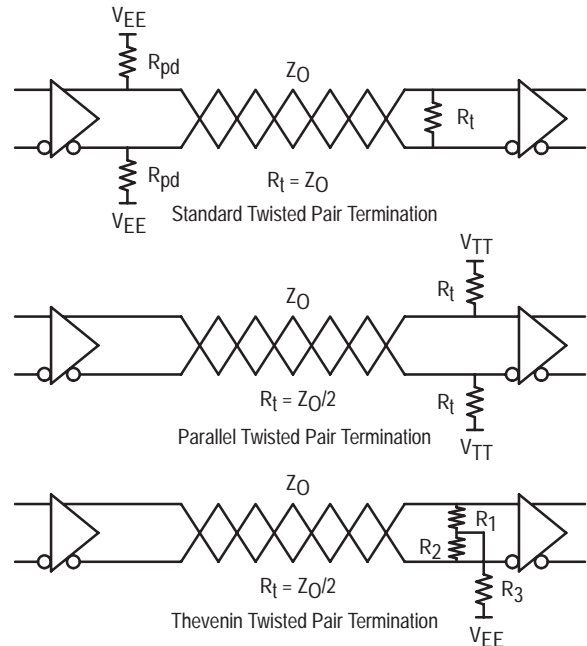 VEE
Rpd
ZO
Rt
Rpd
VEE
Rt = ZO
Standard Twisted Pair Termination
VTT
Rt
ZO
Rt = ZO/2
Rt
VTT
Parallel Twisted Pair Termination
ZO
R1
R2
Rt = ZO/2
R3
VEE
Thevenin Twisted Pair Termination